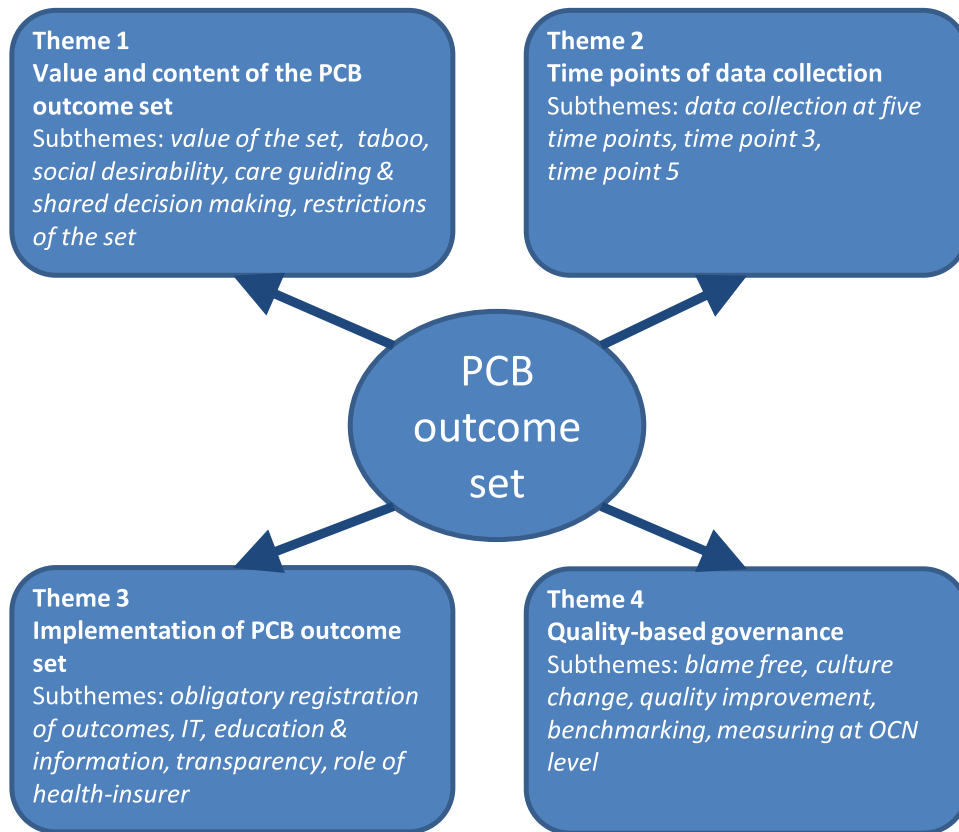 Theme 1
Value and content of the PCB
outcome set
Subthemes: value of the set, taboo,
social desirability, care guiding &
shared decision making, restrictions
of the set
Theme 2
Time points of data collection
Subthemes: data collection at five
time points, time point 3,
time point 5
PCB
outcome
set
Theme 3
Implementation of PCB outcome
set
Subthemes: obligatory registration
of outcomes, IT, education &
information, transparency, role of
health-insurer
Theme 4
Quality-based governance
Subthemes: blame free, culture
change, quality improvement,
benchmarking, measuring at OCN
level